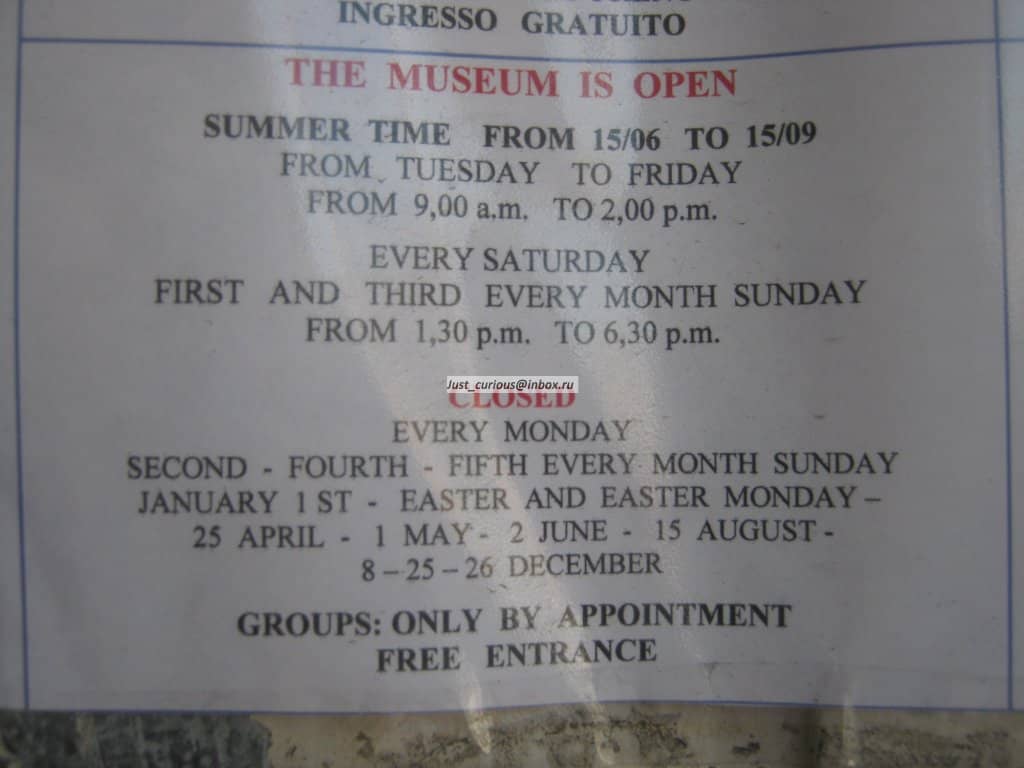 INGRESSO GRATUITO
THE MUSEUM IS OPEN
SUMMER TIME FROM 15/06 TO 15/09
FROM TUESDAY TO FRIDAY
FROM 9,00 a.m. TO 2,00 p.m.
EVERY SATURDAY
FIRST AND THIRD EVERY MONTH SUNDAY
FROM 1,30 p.m. TO 6,30 p.m.
Just_curious@inbox.ru
CLOSED
EVERY MONDAY
SECOND - FOURTH - FIFTH EVERY MONTH SUNDAY
JANUARY 1 ST - EASTER AND EASTER MONDAY –
25 APRIL - 1 MAY - 2 JUNE - 15 AUGUST -
8 – 25 – 26 DECEMBER
GROUPS: ONLY BY APPOINTMENT
FREE ENTRANCE